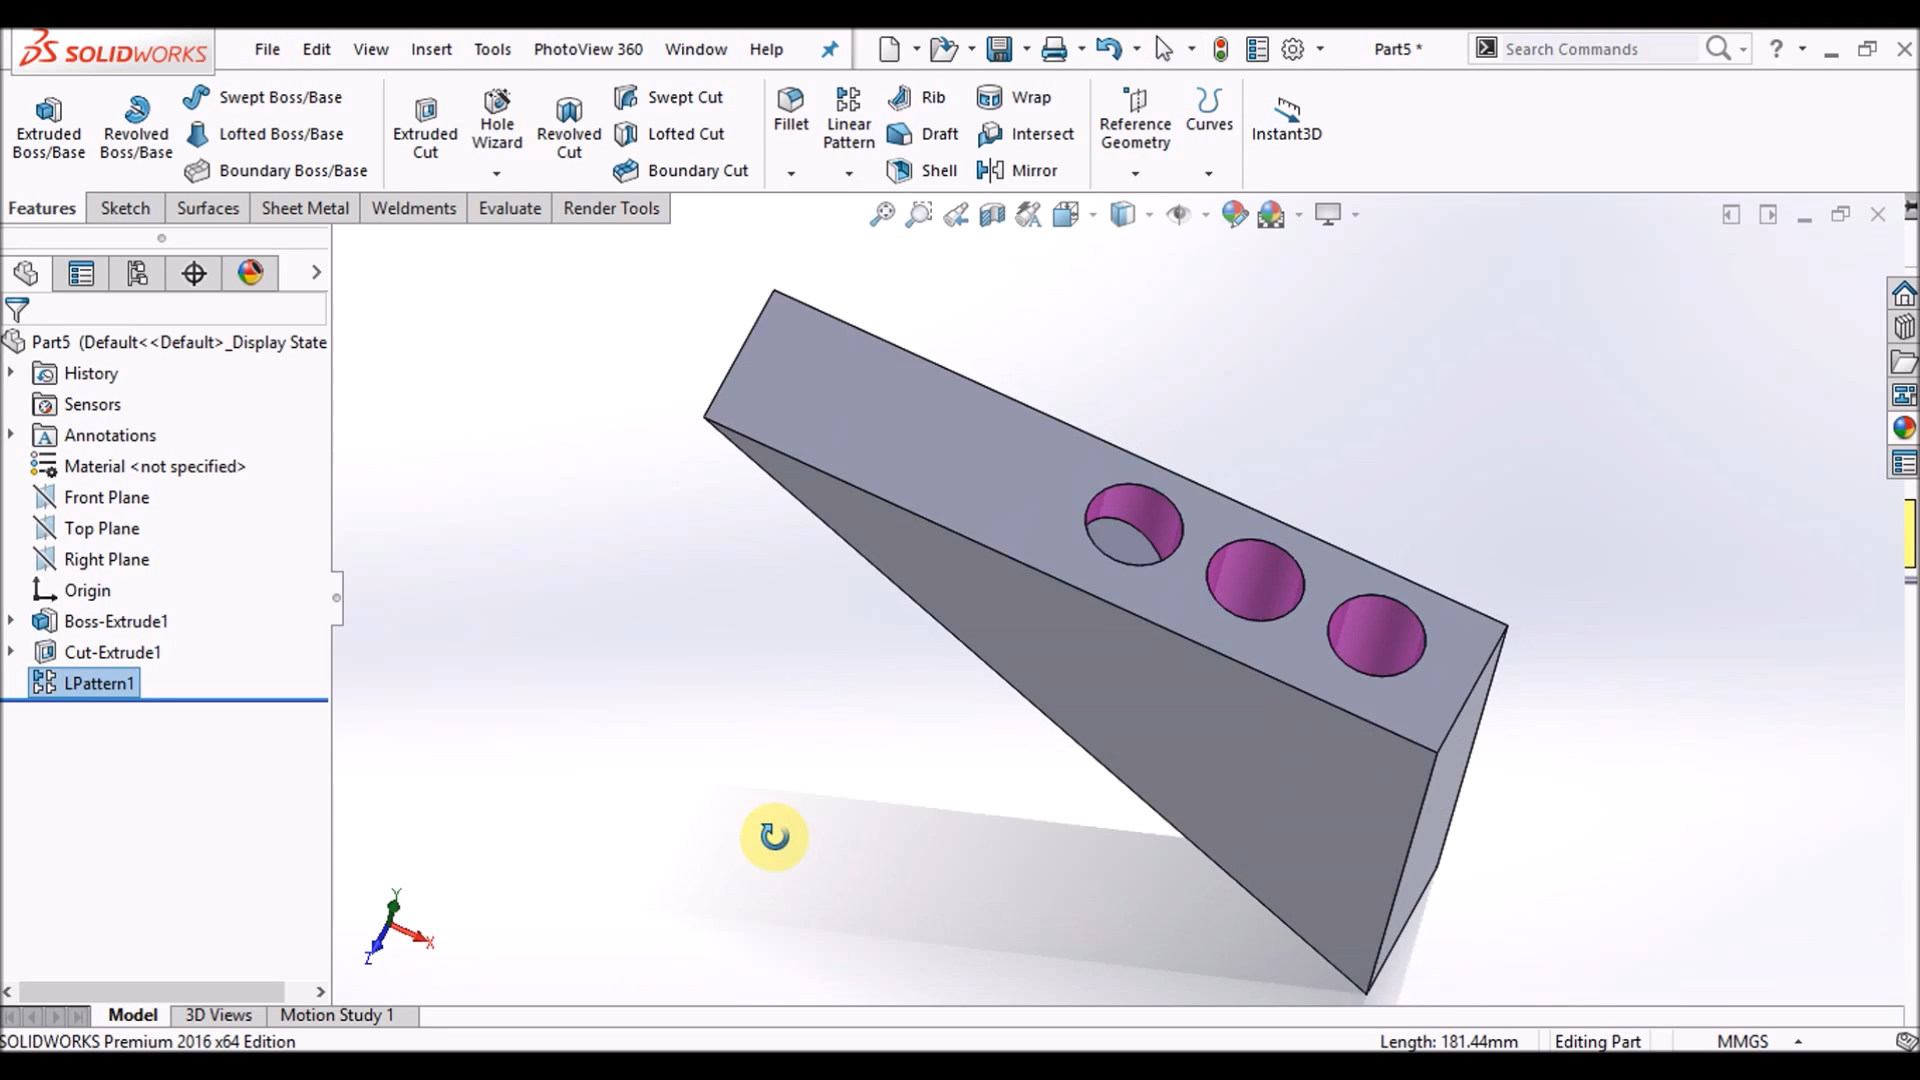 SOLIDWORKS File Edit View Insert Tools PhotoView 360 Window Help Part5 * Search Commands ?
Extruded Boss/Base
Revolved Boss/Base
Swept Boss/Base
Lofted Boss/Base
Boundary Boss/Base
Extruded Cut
Hole Wizard
Revolved Cut
Swept Cut
Lofted Cut
Boundary Cut
Fillet
Linear Pattern
Rib
Draft
Shell
Wrap
Intersect
Mirror
Reference Geometry
Curves
Instant3D
Features Sketch Surfaces Sheet Metal Weldments Evaluate Render Tools
Part5 (Default<<Default>_Display State
History
Sensors
Annotations
Material <not specified>
Front Plane
Top Plane
Right Plane
Origin
Boss-Extrude1
Cut-Extrude1
LPattern1
Y
X
Z
Model 3D Views Motion Study 1
SOLIDWORKS Premium 2016 x64 Edition Length: 181.44mm Editing Part MMGS